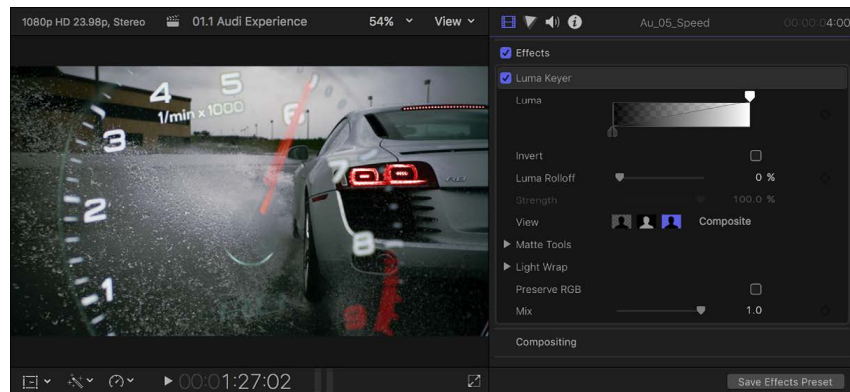 1080p HD 23.98p, Stereo 01.1 Audi Experience 54% View
Au_05_Speed 00:00:04:00
Effects
Luma Keyer
Luma
Invert
Luma Rolloff 0 %
Strength 100.0 %
View Composite
Matte Tools
Light Wrap
Preserve RGB
Mix 1.0
Compositing
Save Effects Preset
1/min x 1000
1
2
3
4
5
6
7
8
9
R8
00:01:27:02